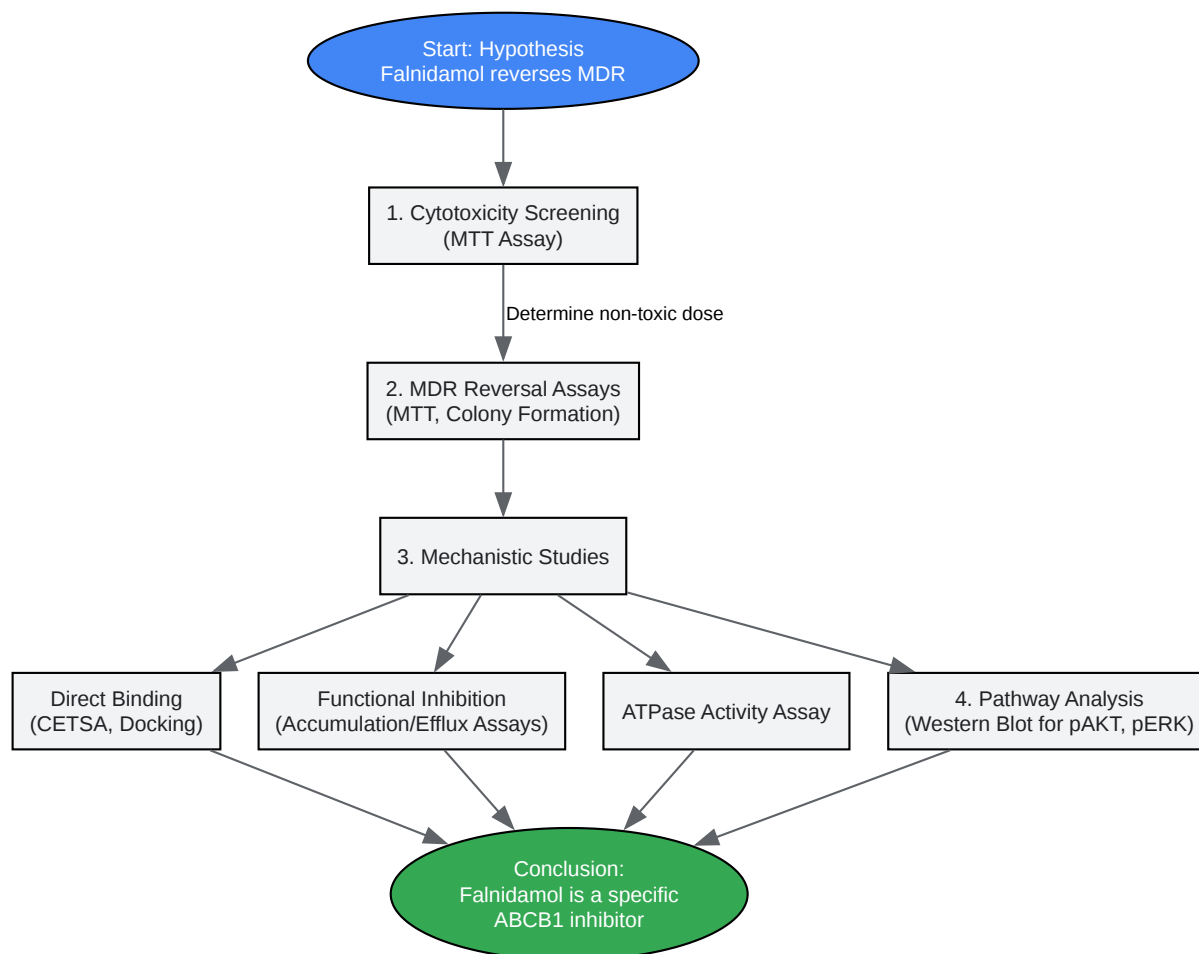 Start: Hypothesis
Falnidamol reverses MDR
1. Cytotoxicity Screening
(MTT Assay)
Determine non-toxic dose
2. MDR Reversal Assays
(MTT, Colony Formation)
3. Mechanistic Studies
Direct Binding
(CETSA, Docking)
Functional Inhibition
(Accumulation/Efflux Assays)
ATPase Activity Assay
4. Pathway Analysis
(Western Blot for pAKT, pERK)
Conclusion:
Falnidamol is a specific
ABCB1 inhibitor